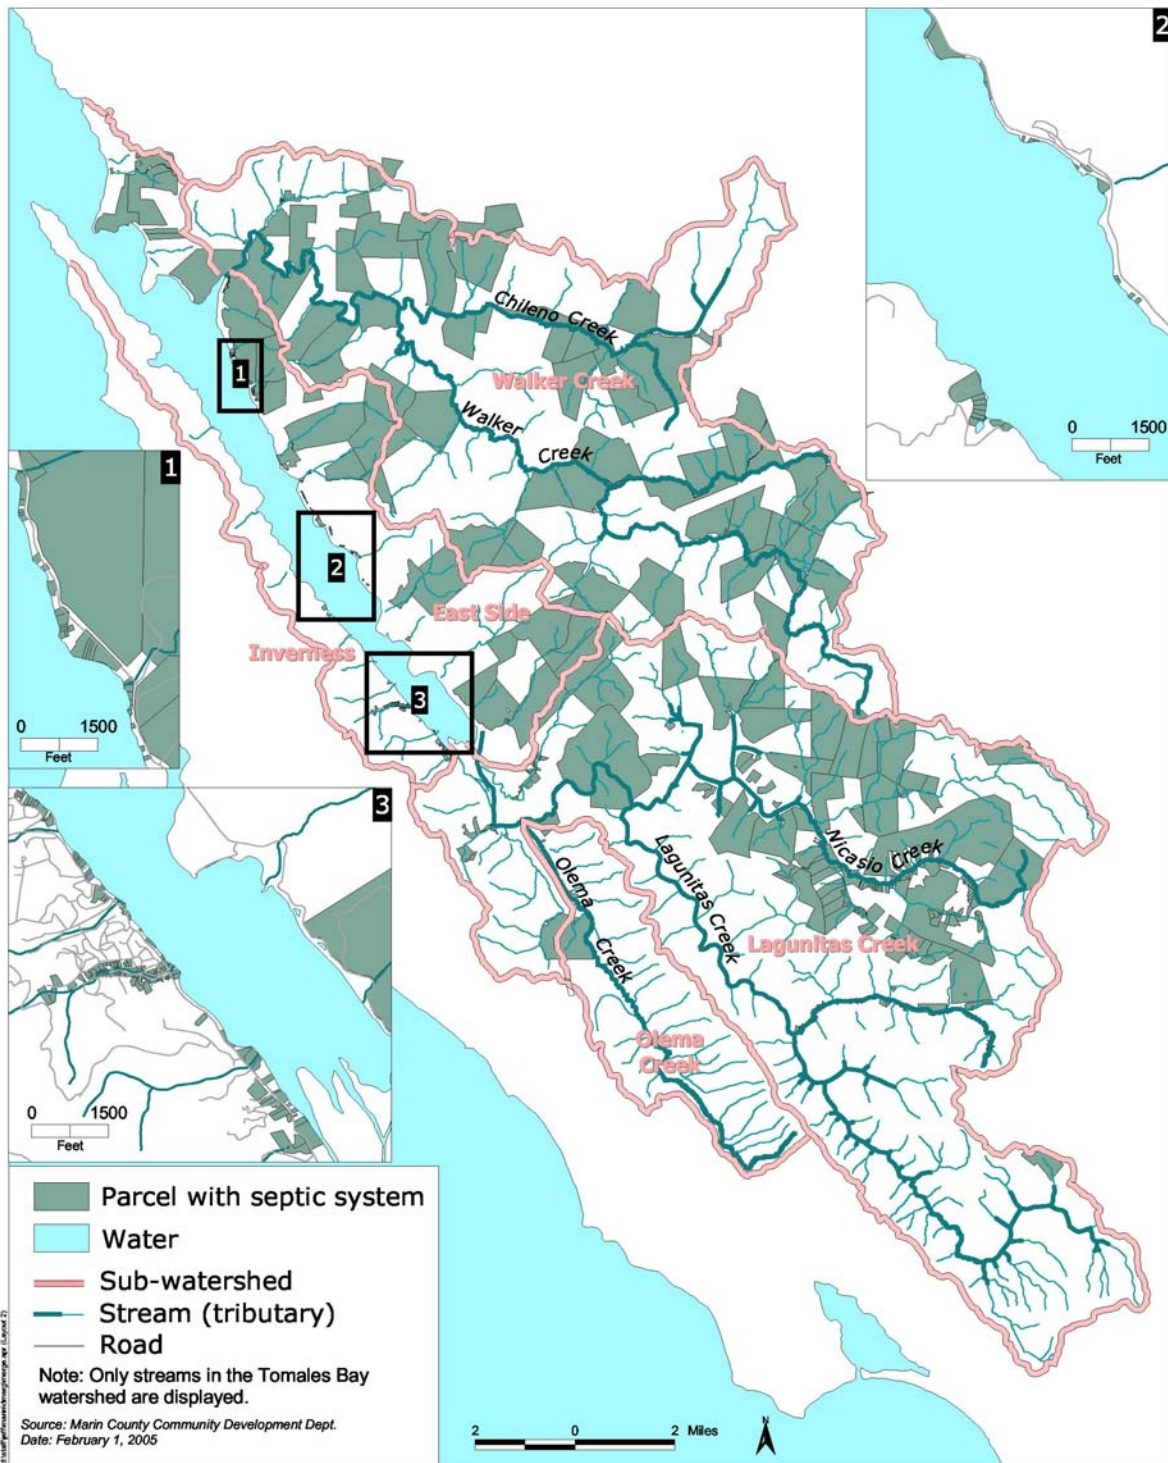 2
1
Chileno Creek
Walker Creek
Walker
Creek
2
East Side
Inverness
3
1
0 1500
Feet
0 1500
Feet
3
0 1500
Feet
Nicasio Creek
Lagunitas Creek
Lagunitas Creek
Olema
Creek
Olema
Creek
Parcel with septic system
Water
Sub-watershed
Stream (tributary)
Road
Note: Only streams in the Tomales Bay
watershed are displayed.
Source: Marin County Community Development Dept.
Date: February 1, 2005
2 0 2 Miles
N